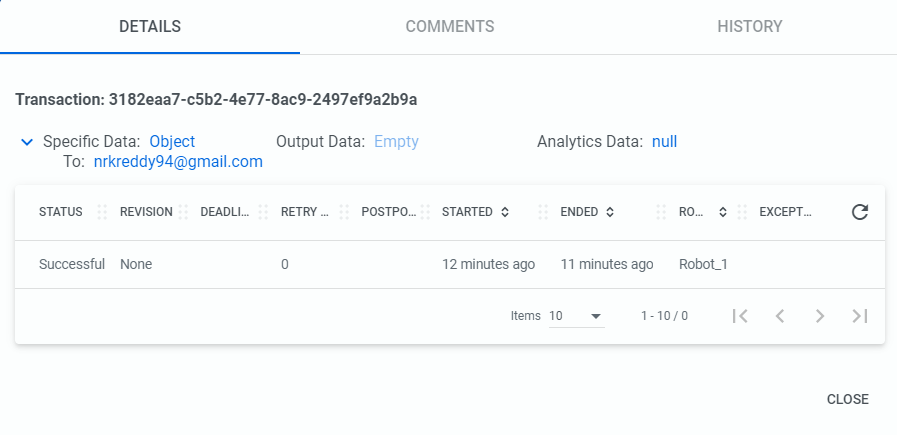 DETAILS COMMENTS HISTORY
Transaction: 3182eaa7-c5b2-4e77-8ac9-2497ef9a2b9a
Specific Data: Object Output Data: Empty Analytics Data: null
To: nrkreddy94@gmail.com
STATUS REVISION DEADLI... RETRY ... POSTPO... STARTED ENDED RO... EXCEPT...
Successful None 0 12 minutes ago 11 minutes ago Robot_1
Items 10 1 - 10 / 0
CLOSE